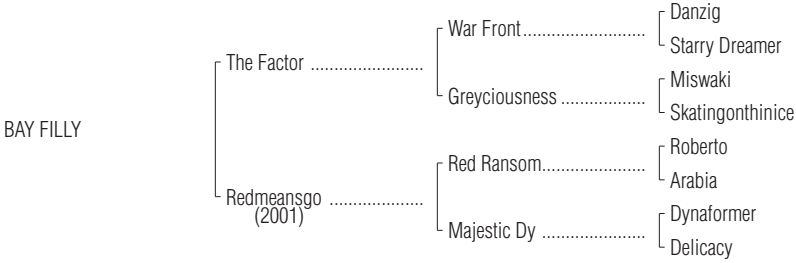 Danzig
War Front........................
Starry Dreamer
The Factor ......................
Miswaki
Greyciousness .................
Skatingonthinice
BAY FILLY
Roberto
Red Ransom.....................
Arabia
Redmeansgo ..................
(2001)
Dynaformer
Majestic Dy .....................
Delicacy